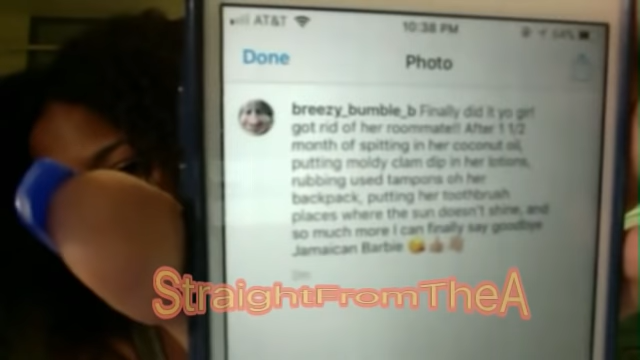 AT&T 10:38 PM 64%
Done Photo
breezy_bumble_b Finally did it yo girl
got rid of her roommate!! After 1 1/2
month of spitting in her coconut oil,
putting moldy clam dip in her lotions,
rubbing used tampons oh her
backpack, putting her toothbrush
places where the sun doesn't shine, and
so much more I can finally say goodbye
Jamaican Barbie 😘👍🏼👋🏼
StraightFromTheA